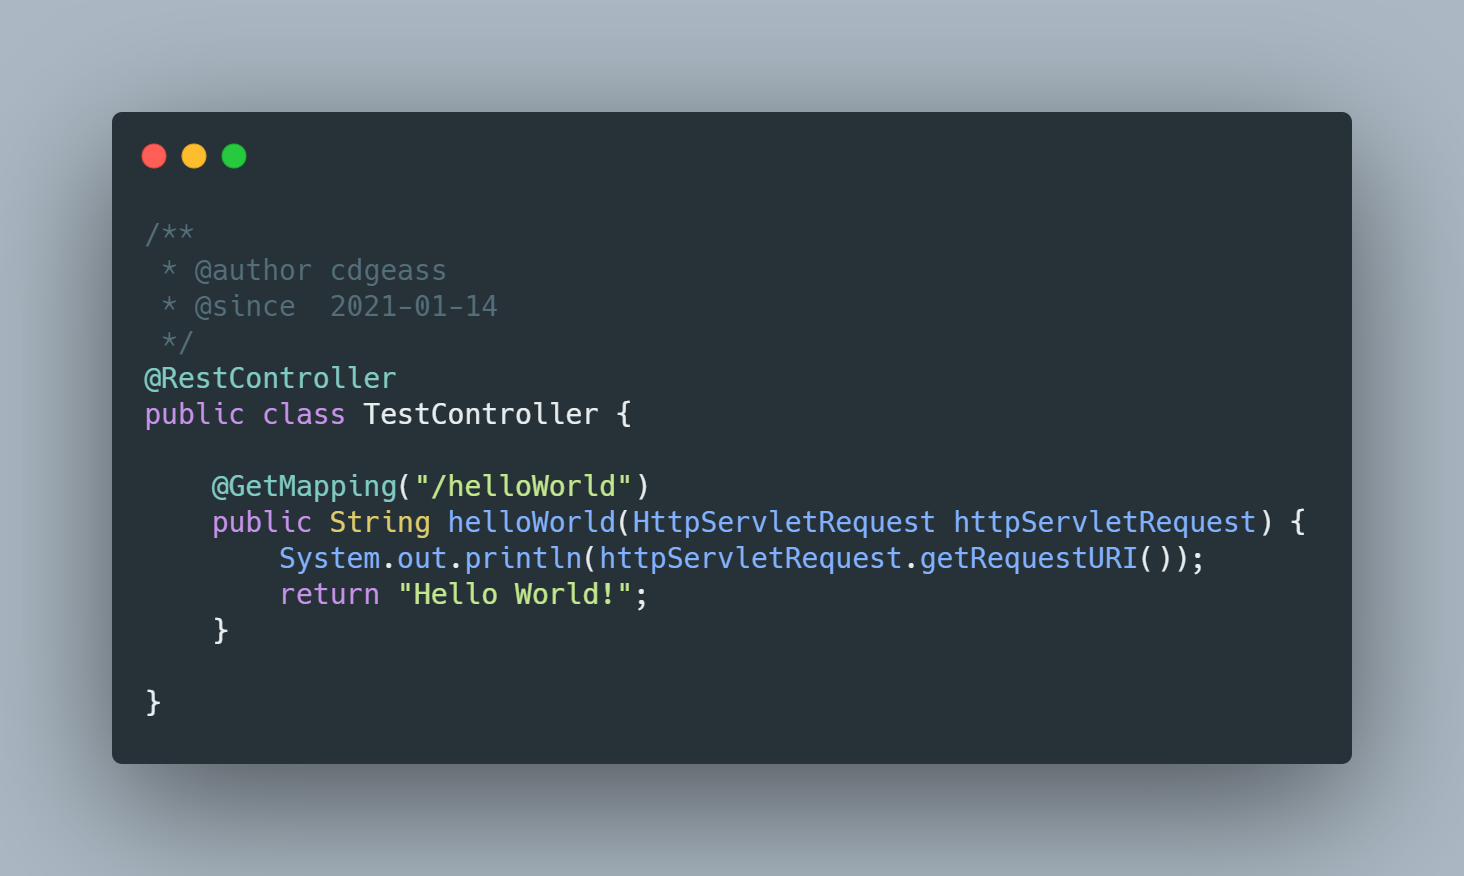 /**
 * @author cdgeass
 * @since  2021-01-14
 */
@RestController
public class TestController {

    @GetMapping("/helloWorld")
    public String helloWorld(HttpServletRequest httpServletRequest) {
        System.out.println(httpServletRequest.getRequestURI());
        return "Hello World!";
    }

}